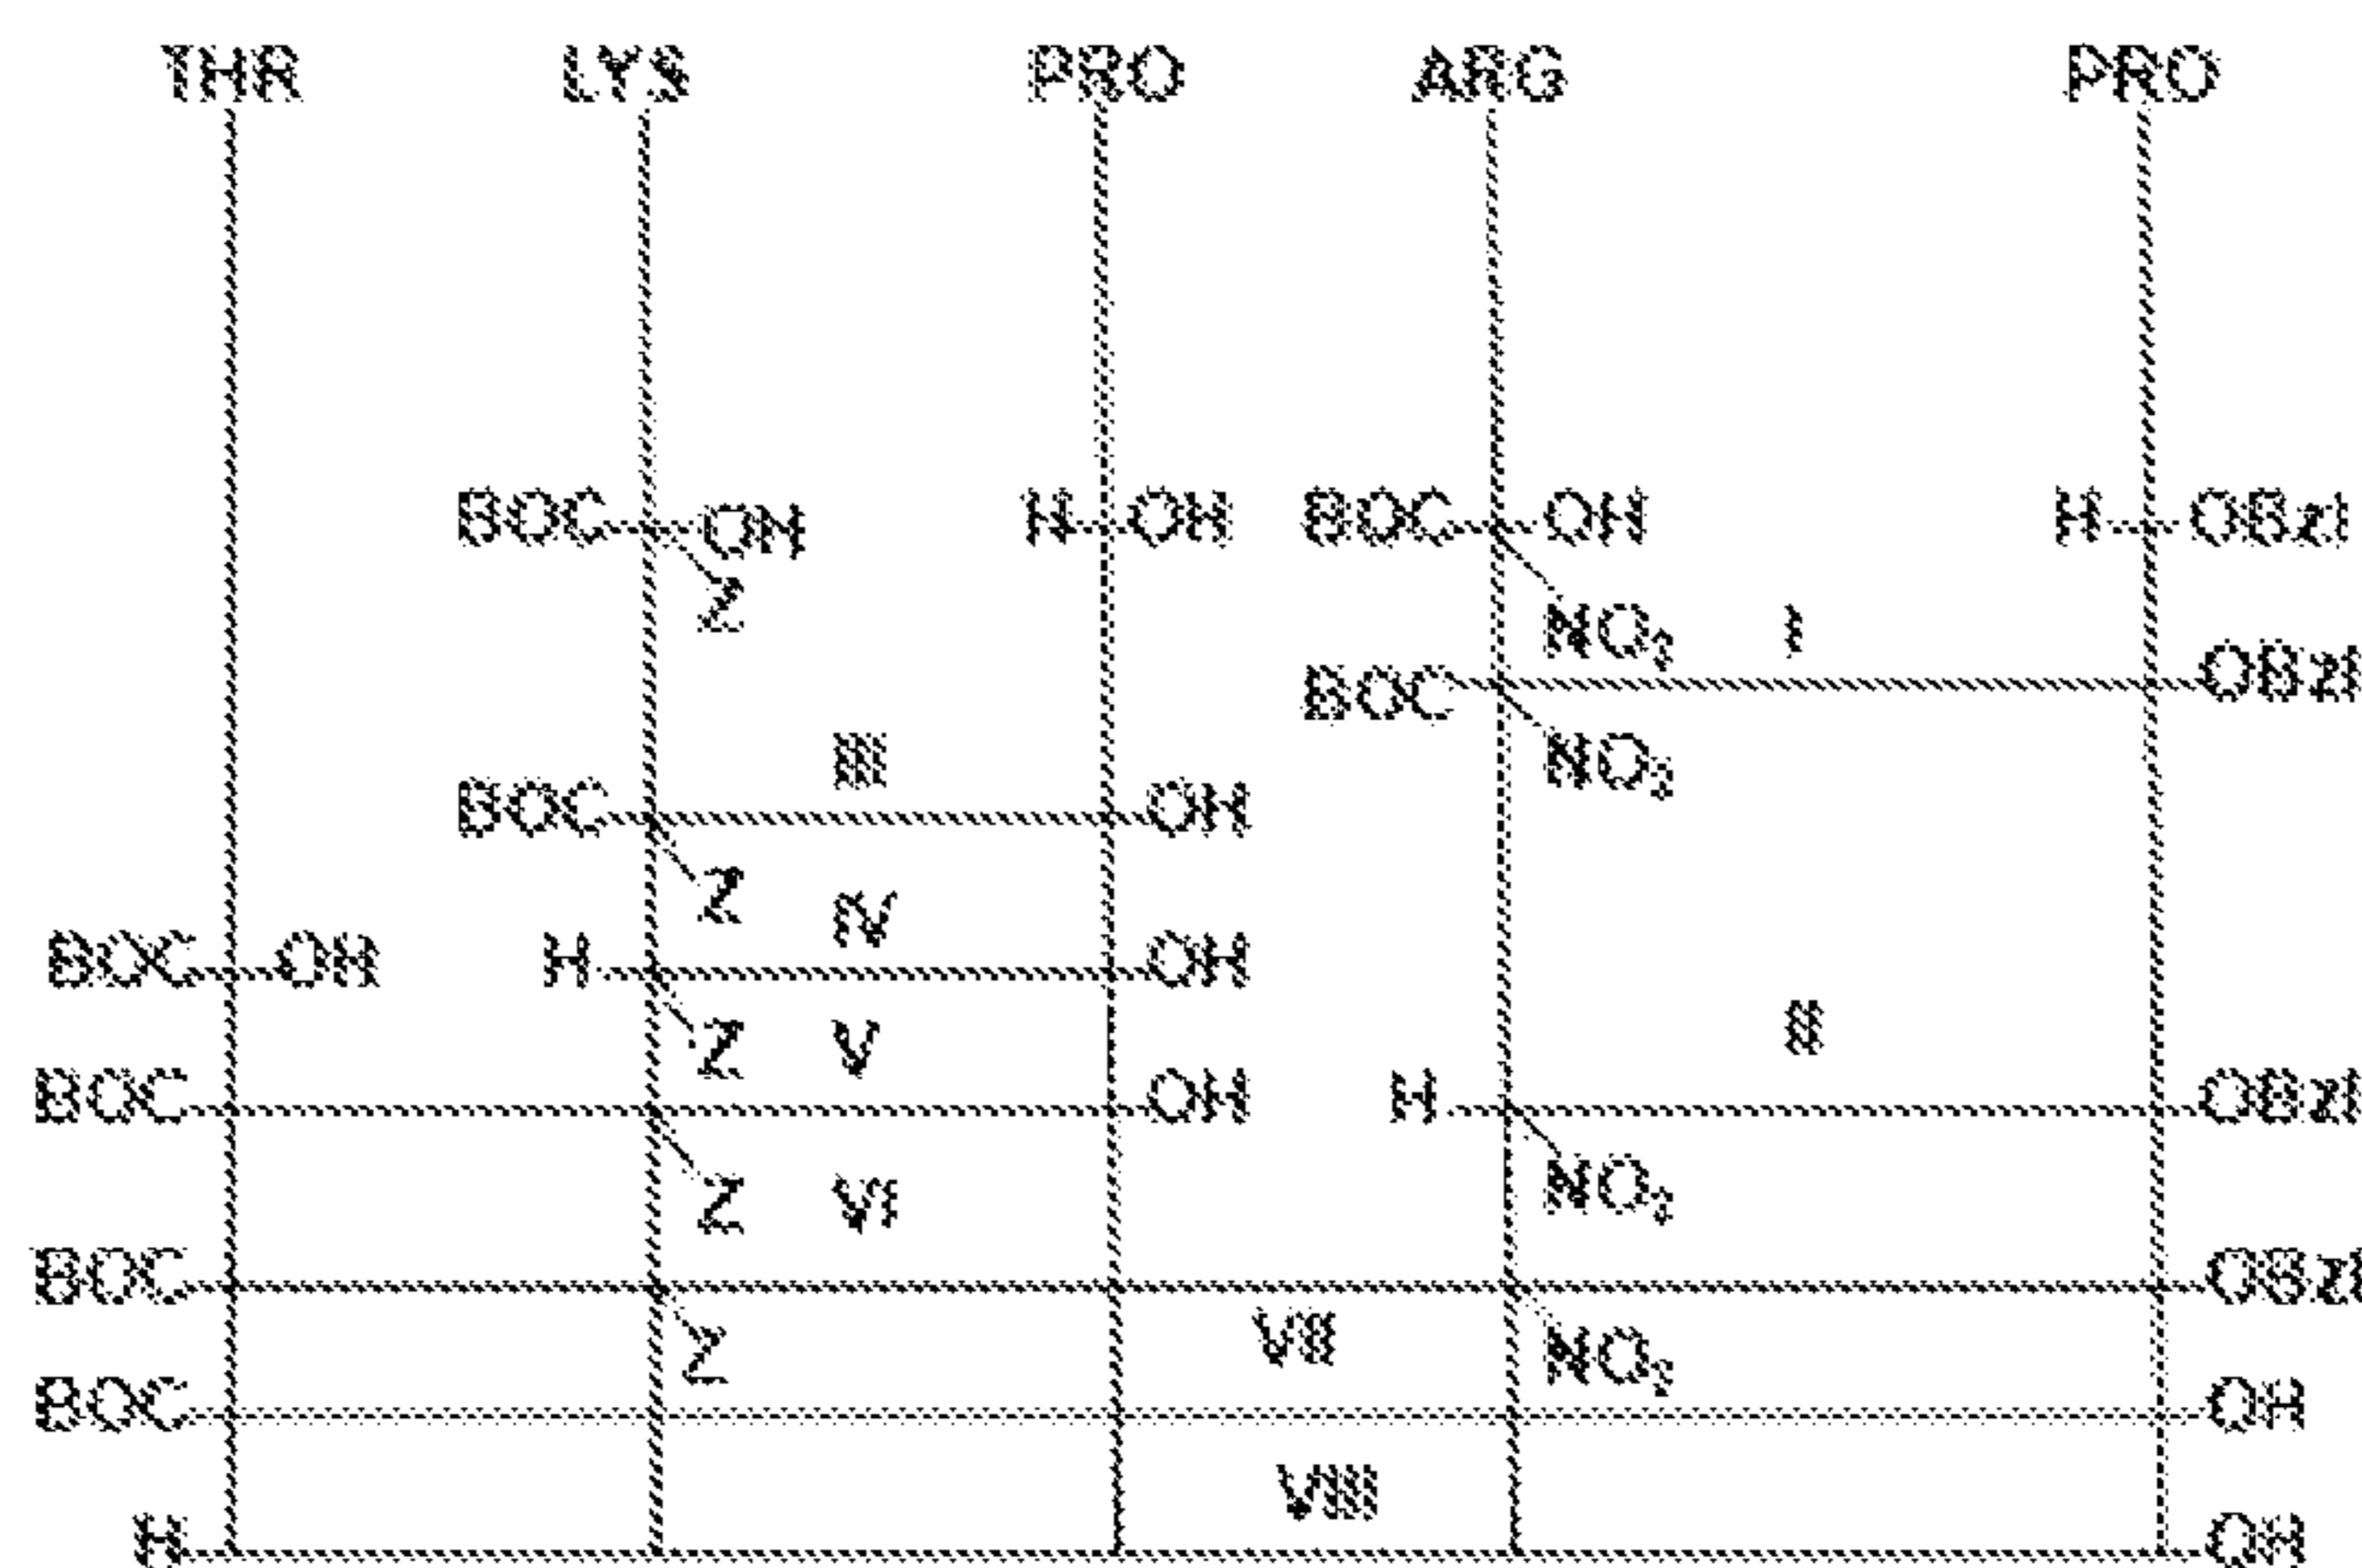 THR LYS PRO ARG PRO
BOC OH H OH BOC OH H OBzl
Z NO₂ I
BOC OBzl
III NO₂
BOC OH
Z IV
BOC OH H OH
Z V II
BOC OH H OBzl
Z VI NO₂
BOC OBzl
Z VII NO₂
BOC OH
VIII
H OH